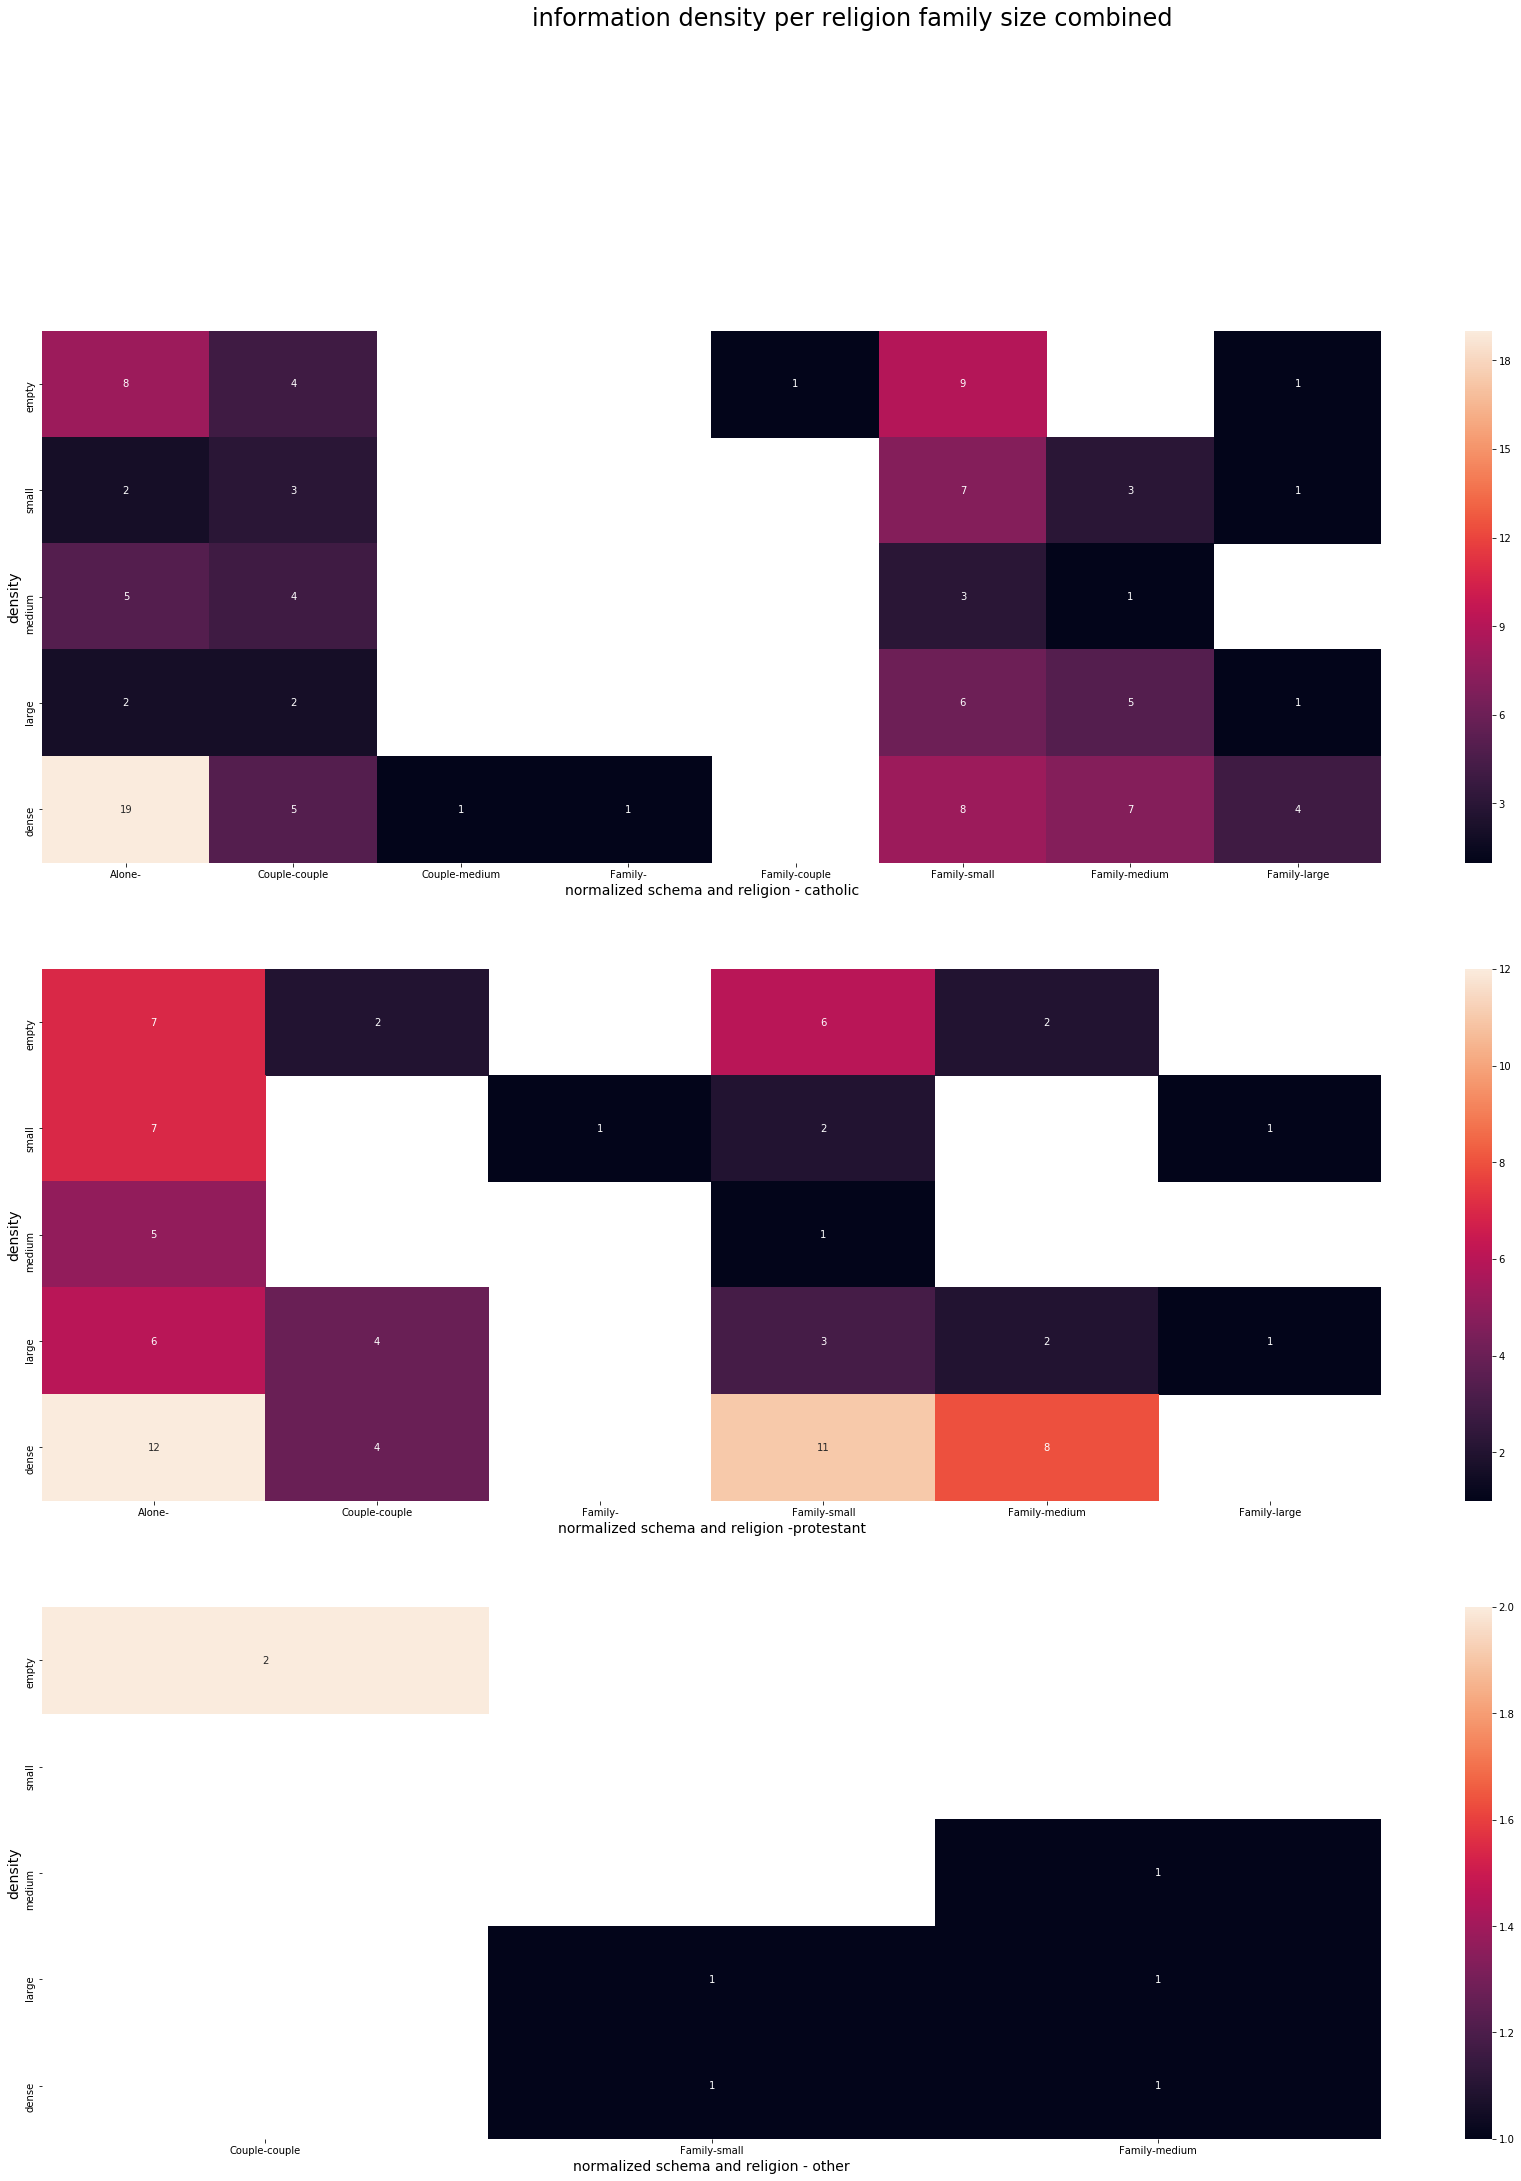 information density per religion family size combined
empty 8 4 1 9 1
small 2 3 7 3 1
medium 5 4 3 1
large 2 2 6 5 1
dense 19 5 1 1 8 7 4
density
Alone- Couple-couple Couple-medium Family- Family-couple Family-small Family-medium Family-large
normalized schema and religion - catholic
18
15
12
9
6
3
empty 7 2 6 2
small 7 1 2 1
medium 5 1
large 6 4 3 2 1
dense 12 4 11 8
density
Alone- Couple-couple Family- Family-small Family-medium Family-large
normalized schema and religion -protestant
12
10
8
6
4
2
empty 2
small
medium 1
large 1 1
dense 1 1
density
Couple-couple Family-small Family-medium
normalized schema and religion - other
2.0
1.8
1.6
1.4
1.2
1.0